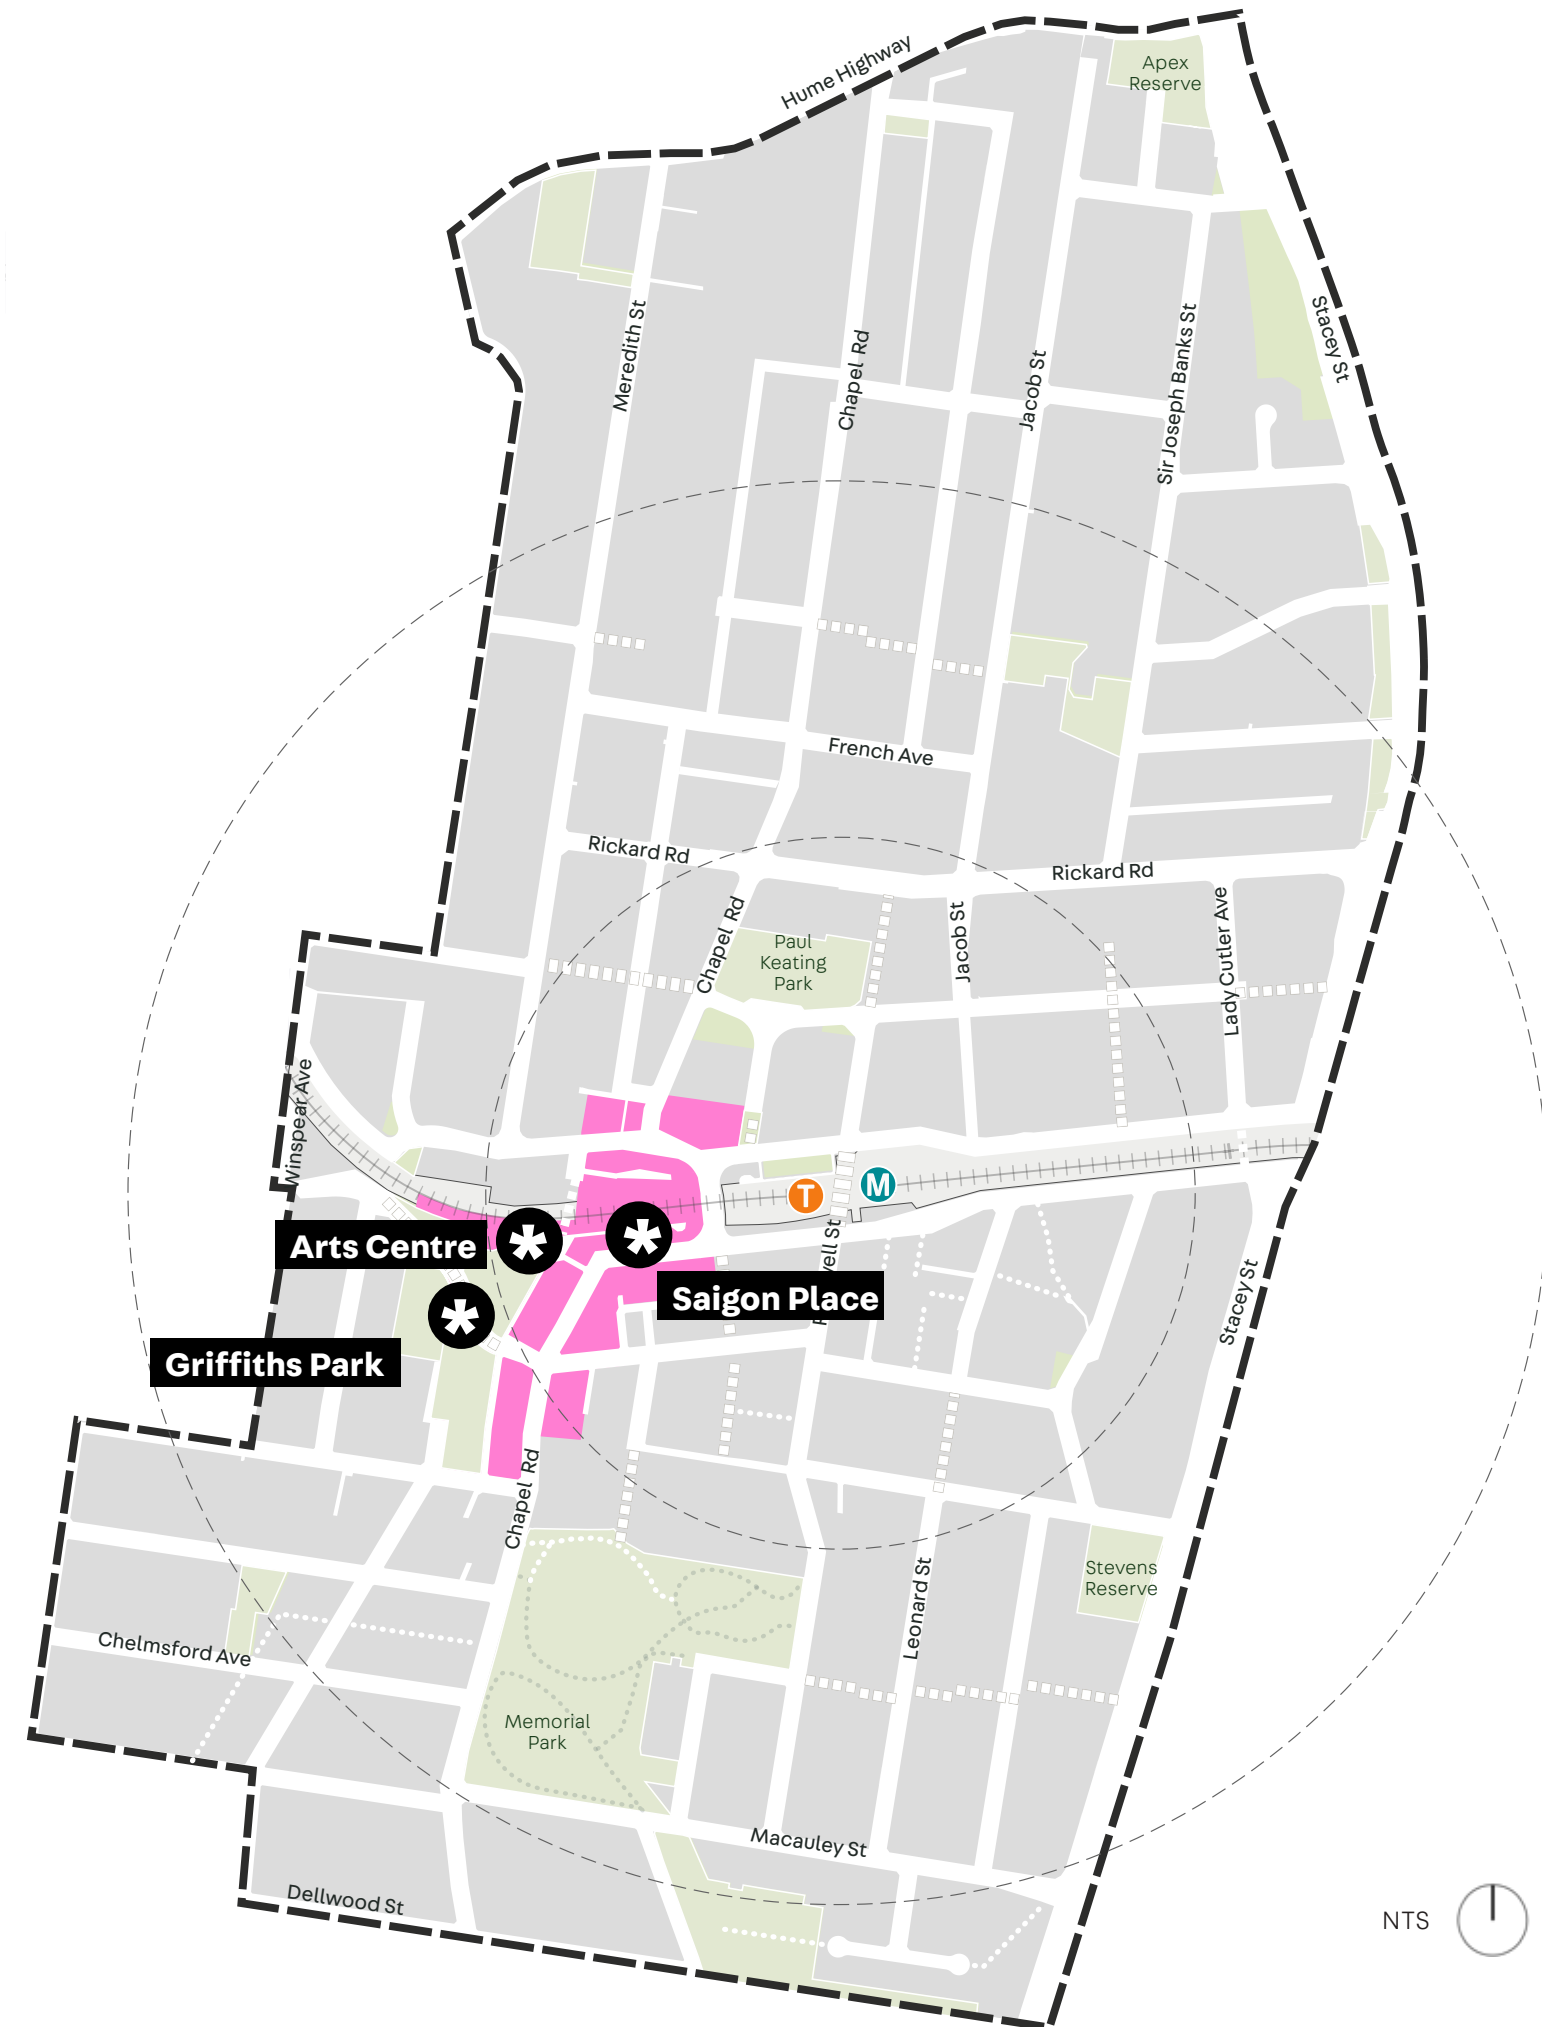 Hume Highway
Apex
Reserve
Meredith St
Chapel Rd
Jacob St
Sir Joseph Banks St
Stacey St
French Ave
Rickard Rd
Rickard Rd
Chapel Rd
Paul
Keating
Park
Jacob St
Lady Cutler Ave
Winspear Ave
T
M
Arts Centre
Saigon Place
Griffiths Park
Stacey St
Chapel Rd
Stevens
Reserve
Leonard St
Chelmsford Ave
Memorial
Park
Macauley St
Dellwood St
NTS